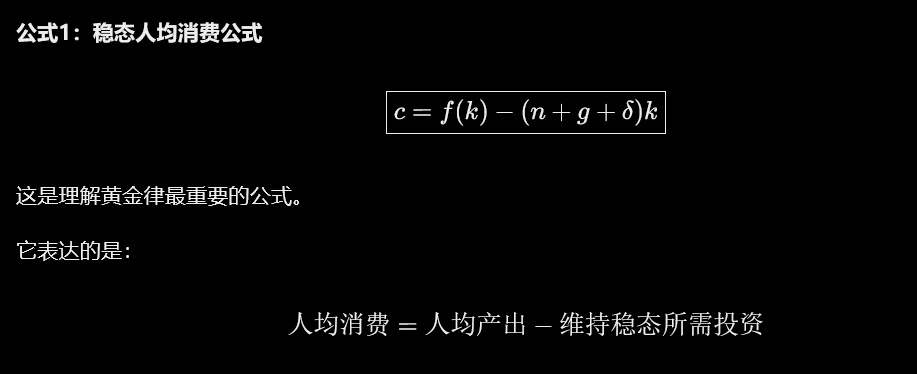 公式1：稳态人均消费公式
c = f(k) − (n + g + δ)k
这是理解黄金律最重要的公式。
它表达的是：
人均消费 = 人均产出 − 维持稳态所需投资